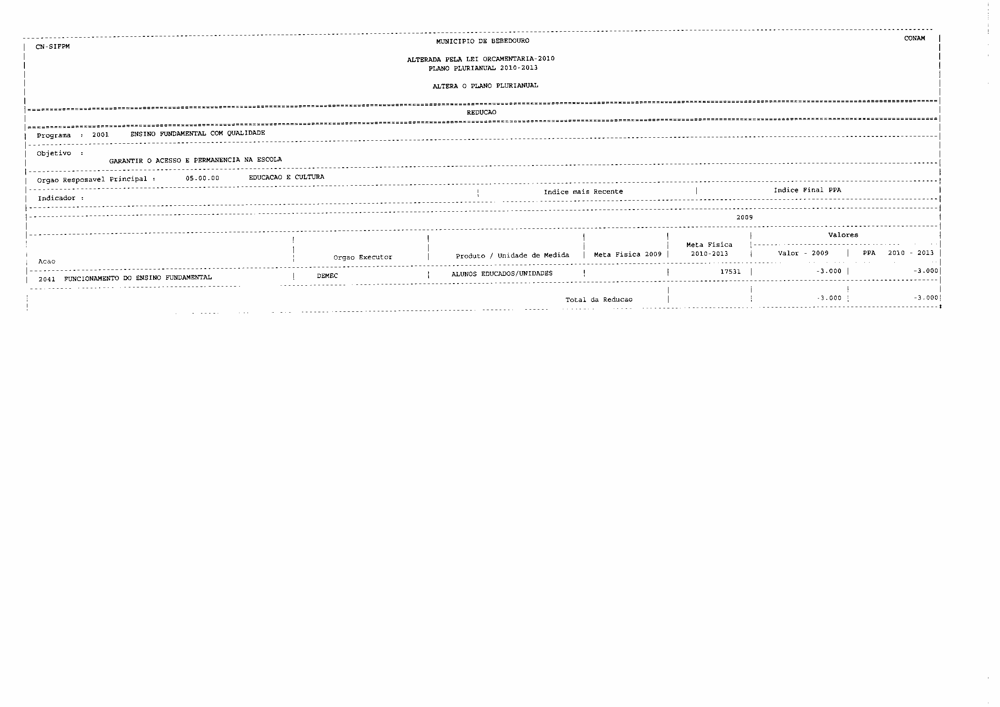 CN-SIFPM MUNICIPIO DE BEBEDOURO CONAM
ALTERADA PELA LEI ORCAMENTARIA-2010
PLANO PLURIANUAL 2010-2013
ALTERA O PLANO PLURIANUAL
REDUCAO
Programa : 2001 ENSINO FUNDAMENTAL COM QUALIDADE
Objetivo :
GARANTIR O ACESSO E PERMANENCIA NA ESCOLA
Orgao Resposavel Principal : 05.00.00 EDUCACAO E CULTURA
Indicador : | Indice mais Recente | Indice Final PPA
2009
Valores
Meta Fisica
Acao | Orgao Executor | Produto / Unidade de Medida | Meta Fisica 2009 | 2010-2013 | Valor - 2009 | PPA 2010 - 2013
2041 FUNCIONAMENTO DO ENSINO FUNDAMENTAL | DEMEC | ALUNOS EDUCADOS/UNIDADES | | 17531 | -3.000 | -3.000
Total da Reducao | | -3.000 | -3.000